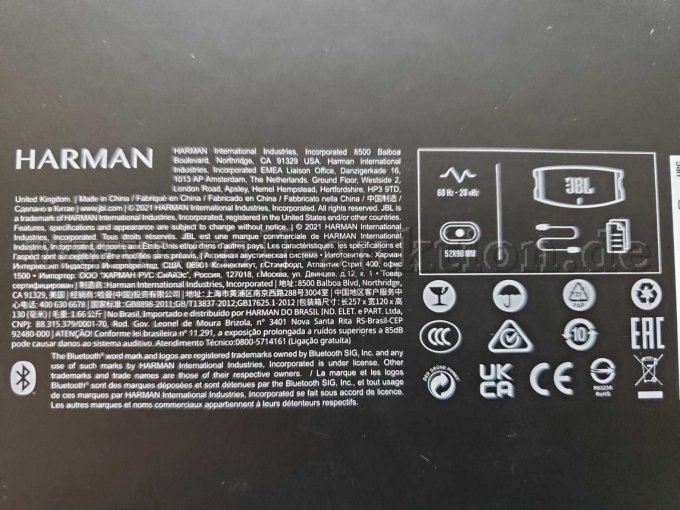 HARMAN
HARMAN International Industries, Incorporated 8500 Balboa
Boulevard, Northridge, CA 91329 USA. Harman International
Industries, Incorporated EMEA Liaison Office, Danzigerkade 16,
1013 AP Amsterdam, The Netherlands. Ground Floor, Westside 2,
London Road, Apsley, Hemel Hempstead, Hertfordshire, HP3 9TD,
United Kingdom. | Made in China / Fabriqué en Chine / Fabricado en China / Fabbricato nella China / 中国制造 /
Сделано в Китае | www.jbl.com | © 2021 HARMAN International Industries, Incorporated. All rights reserved. JBL is
a trademark of HARMAN International Industries, Incorporated, registered in the United States and/or other countries.
Features, specifications and appearance are subject to change without notice. | © 2021 HARMAN International
Industries, Incorporated. Tous droits réservés. JBL est une marque commerciale de HARMAN International
Industries, Incorporated, déposée aux États-Unis et/ou dans d'autres pays. Les caractéristiques, les spécifications et
l'aspect sont susceptibles d'être modifiés sans préavis | Активная акустическая система | Изготовитель: Харман
Интернешнл Индастриз Инкорпорейтед, США, 06901 Коннектикут, г.Стэмфорд, Атлантик Стрит 400, офис
1500 • Импортер: ООО "ХАРМАН РУС СиАйЭс", Россия, 127018, г.Москва, ул. Двинцев, д.12, к 1 • Товар
сертифицирован | 制造商: Harman International Industries, Incorporated, 地址: 8500 Balboa Blvd, Northridge,
CA 91329, 美国 | 经销商: 哈曼(中国)投资有限公司 | 地址: 上海市黄浦区南京西路288号3004室 | 中国区客户服务中
心电话: 400 630 6678 | 国家标准: GB8898-2011;GB/T13837-2012;GB17625.1-2012 | 包装箱尺寸: 长257 x 宽120 x 高
130 (毫米) | 毛重: 1.66 公斤 | No Brasil, Importado e distribuido por HARMAN DO BRASIL IND. ELET. e PART. Ltda,
CNPJ: 88.315.379/0001-70, Rod. Gov. Leonel de Moura Brizola, nº 3401 Nova Santa Rita RS-Brasil-CEP
92480-000 | ATENÇÃO! Conforme lei brasileira nº 11.291, a exposição prolongada a ruídos superiores a 85dB
pode causar danos ao sistema auditivo. Atendimento Técnico:0800-5714161 (Ligação gratuita)
The Bluetooth® word mark and logos are registered trademarks owned by Bluetooth SIG, Inc. and any
use of such marks by HARMAN International Industries, Incorporated is under license. Other
trademarks and trade names are those of their respective owners. / La marque et les logos
Bluetooth® sont des marques déposées et sont détenues par the Bluetooth SIG, Inc., et tout usage
de ces marques par HARMAN International Industries, Incorporated se fait sous accord de licence.
Les autres marques et noms commerciaux appartiennent à leurs détenteurs respectifs.
60 Hz - 20 kHz
JBL
52X90 MM
PAP
CCC
10
EAC
DER GRÜNE PUNKT
UK
CA
CE
RoHS